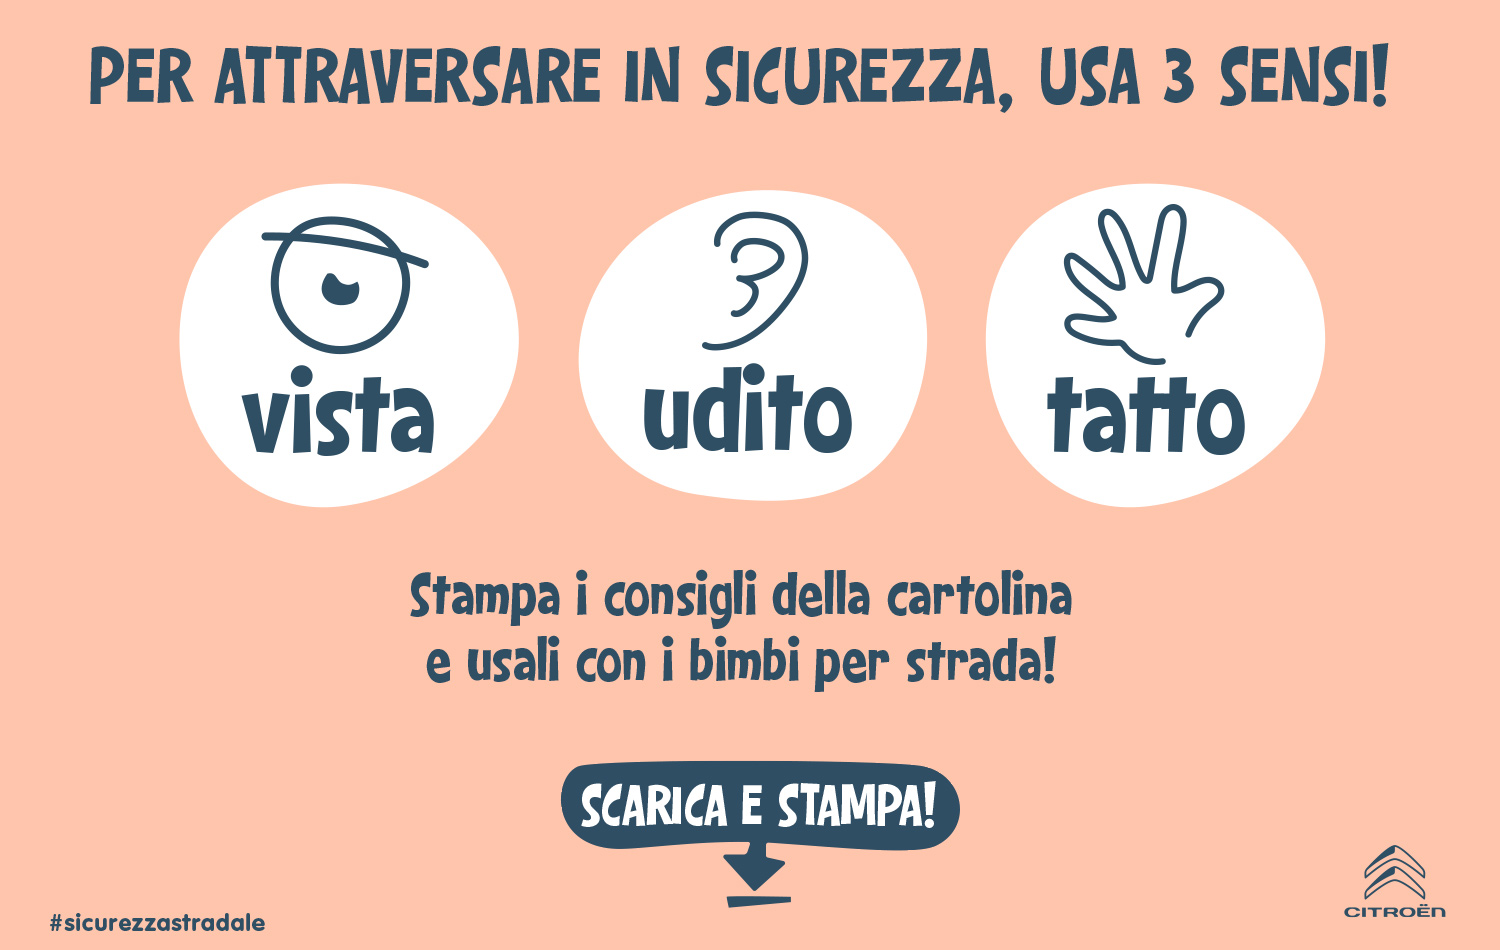 PER ATTRAVERSARE IN SICUREZZA, USA 3 SENSI!
vista
udito
tatto
Stampa i consigli della cartolina
e usali con i bimbi per strada!
SCARICA E STAMPA!
#sicurezzastradale
CITROËN